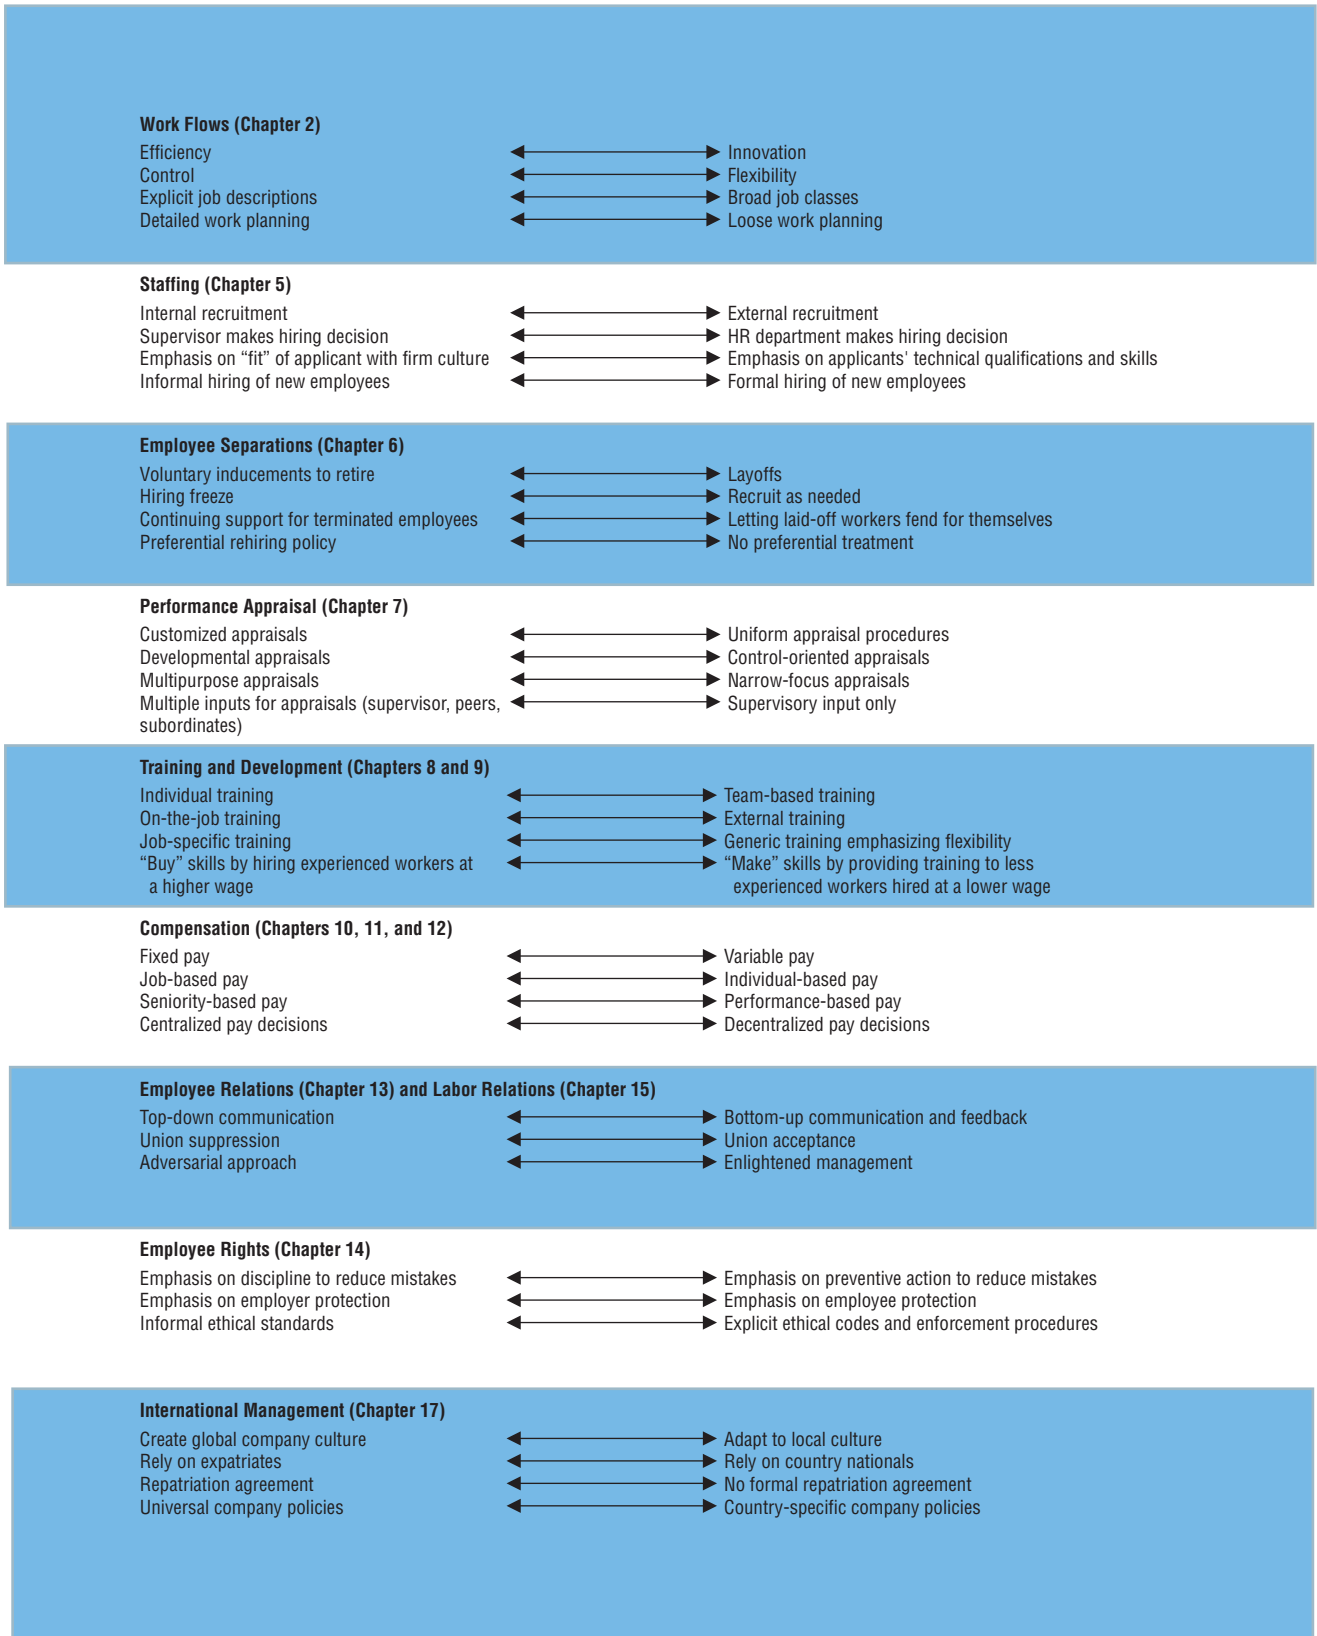 Work Flows (Chapter 2)
Efficiency Innovation
Control Flexibility
Explicit job descriptions Broad job classes
Detailed work planning Loose work planning
Staffing (Chapter 5)
Internal recruitment External recruitment
Supervisor makes hiring decision HR department makes hiring decision
Emphasis on “fit” of applicant with firm culture Emphasis on applicants' technical qualifications and skills
Informal hiring of new employees Formal hiring of new employees
Employee Separations (Chapter 6)
Voluntary inducements to retire Layoffs
Hiring freeze Recruit as needed
Continuing support for terminated employees Letting laid-off workers fend for themselves
Preferential rehiring policy No preferential treatment
Performance Appraisal (Chapter 7)
Customized appraisals Uniform appraisal procedures
Developmental appraisals Control-oriented appraisals
Multipurpose appraisals Narrow-focus appraisals
Multiple inputs for appraisals (supervisor, peers, Supervisory input only
subordinates)
Training and Development (Chapters 8 and 9)
Individual training Team-based training
On-the-job training External training
Job-specific training Generic training emphasizing flexibility
“Buy” skills by hiring experienced workers at “Make” skills by providing training to less
a higher wage experienced workers hired at a lower wage
Compensation (Chapters 10, 11, and 12)
Fixed pay Variable pay
Job-based pay Individual-based pay
Seniority-based pay Performance-based pay
Centralized pay decisions Decentralized pay decisions
Employee Relations (Chapter 13) and Labor Relations (Chapter 15)
Top-down communication Bottom-up communication and feedback
Union suppression Union acceptance
Adversarial approach Enlightened management
Employee Rights (Chapter 14)
Emphasis on discipline to reduce mistakes Emphasis on preventive action to reduce mistakes
Emphasis on employer protection Emphasis on employee protection
Informal ethical standards Explicit ethical codes and enforcement procedures
International Management (Chapter 17)
Create global company culture Adapt to local culture
Rely on expatriates Rely on country nationals
Repatriation agreement No formal repatriation agreement
Universal company policies Country-specific company policies